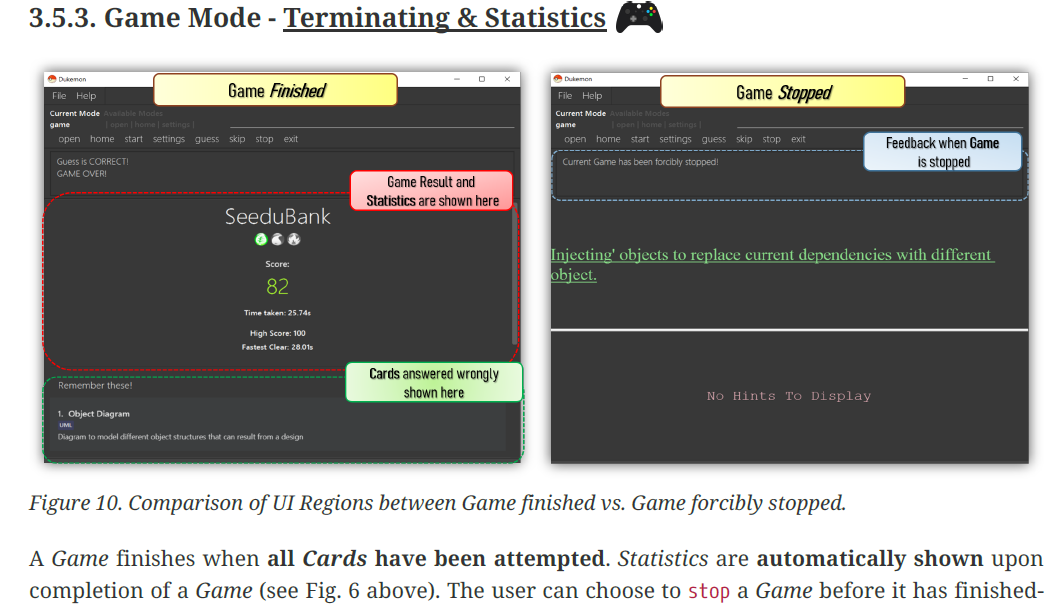 3.5.3. Game Mode - Terminating & Statistics
Dukemon
Game Finished
File Help
Current Mode Available Modes
game | open | home | settings |
open home start settings guess skip stop exit
Guess is CORRECT!
GAME OVER!
Game Result and
Statistics are shown here
SeeduBank
Score:
82
Time taken: 25.74s
High Score: 100
Fastest Clear: 28.01s
Cards answered wrongly
shown here
Remember these!
1. Object Diagram
UML
Diagram to model different object structures that can result from a design
Dukemon
Game Stopped
File Help
Current Mode Available Modes
game | open | home | settings |
open home start settings guess skip stop exit
Feedback when Game
is stopped
Current Game has been forcibly stopped!
Injecting' objects to replace current dependencies with different
object.
No Hints To Display
Figure 10. Comparison of UI Regions between Game finished vs. Game forcibly stopped.
A Game finishes when all Cards have been attempted. Statistics are automatically shown upon
completion of a Game (see Fig. 6 above). The user can choose to stop a Game before it has finished-